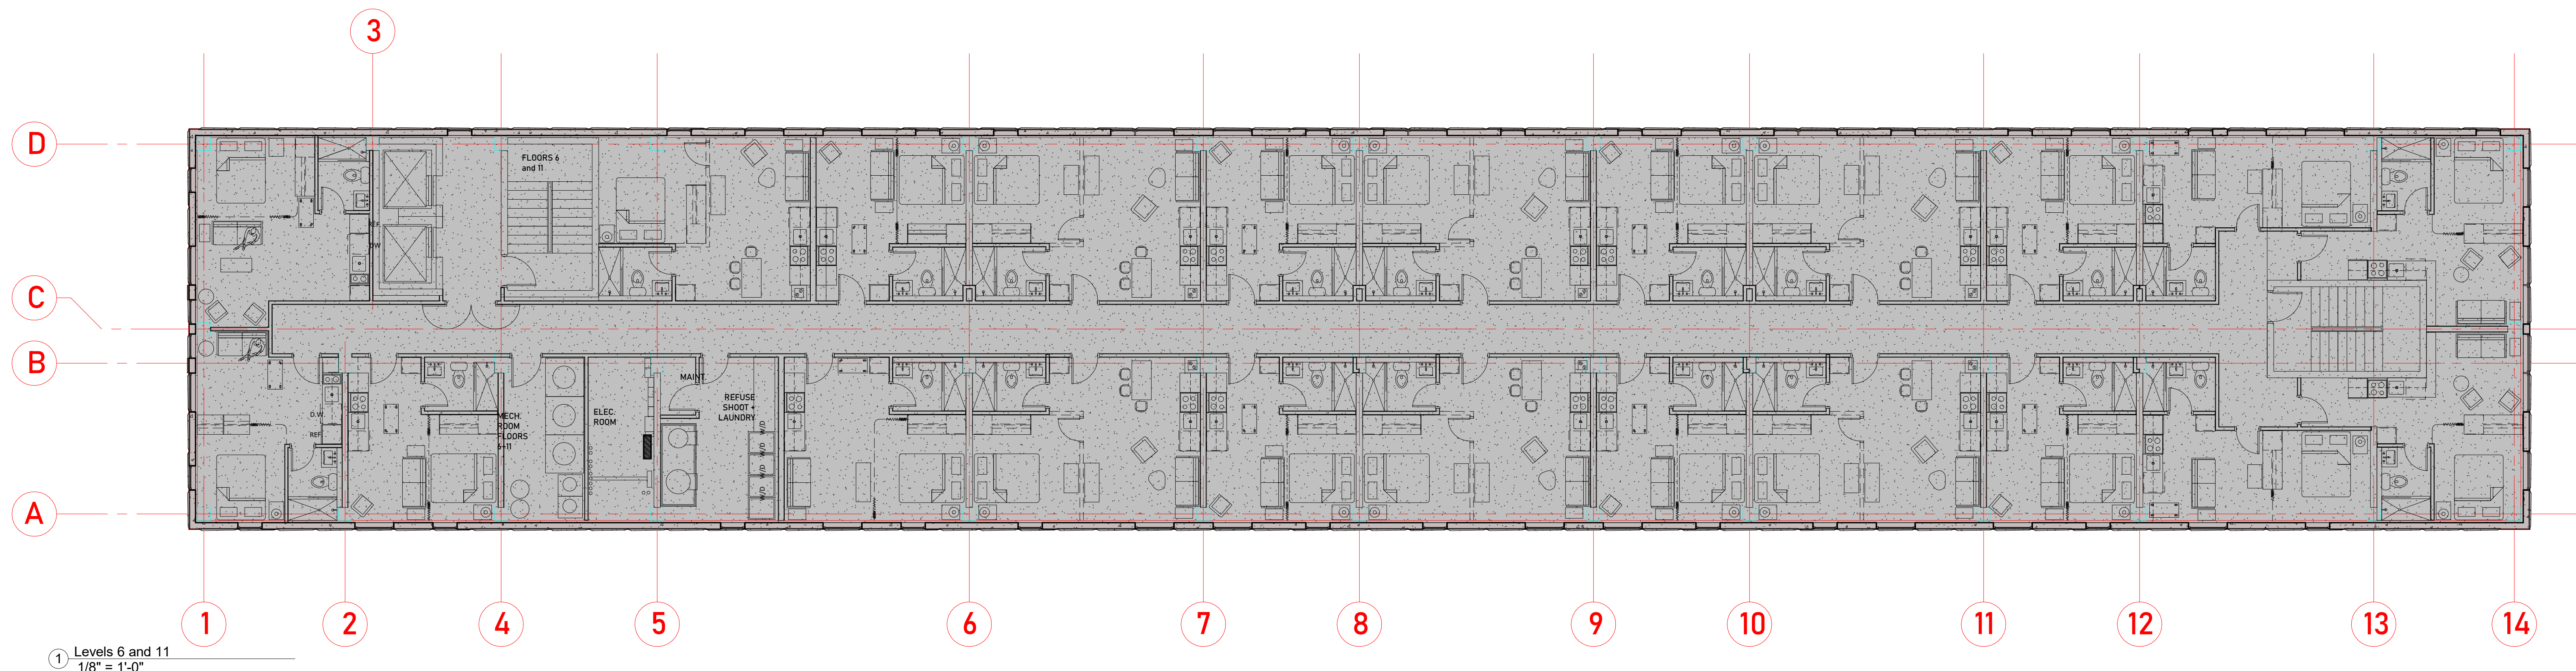 3
D
C
B
A
FLOORS 6
and 11
REF.
DW
MAINT.
REFUSE
SHOOT +
LAUNDRY
ELEC.
ROOM
MECH.
ROOM
FLOORS
6-11
D.W.
REF.
W/D
W/D
W/D
W/D
1
2
4
5
6
7
8
9
10
11
12
13
14
1
Levels 6 and 11
1/8" = 1'-0"